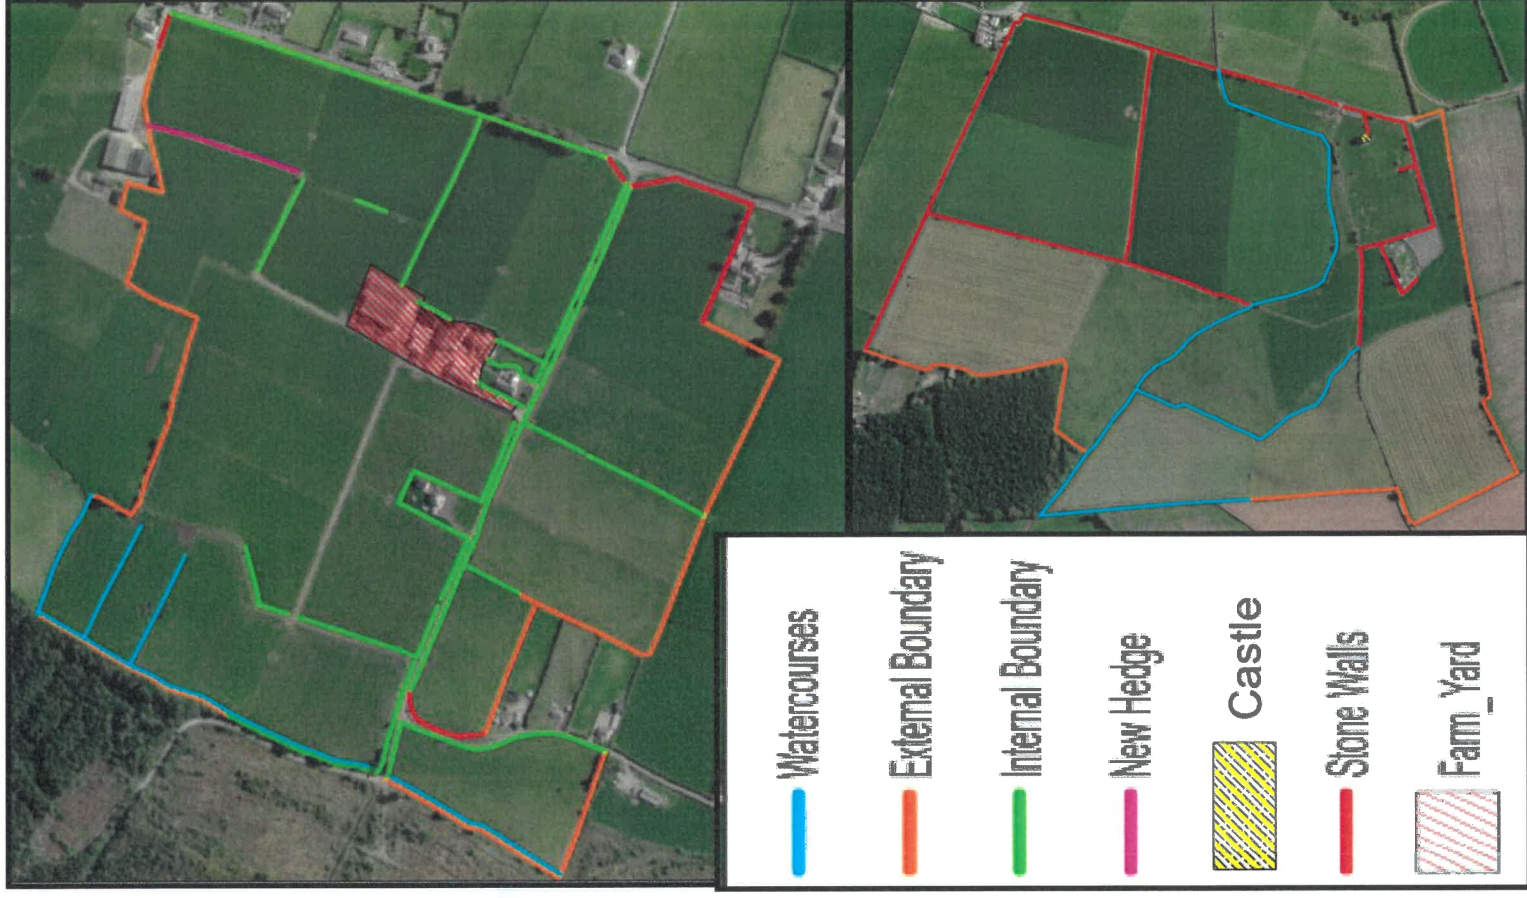 Watercourses
External Boundary
Internal Boundary
New Hedge
Castle
Stone Walls
Farm_Yard